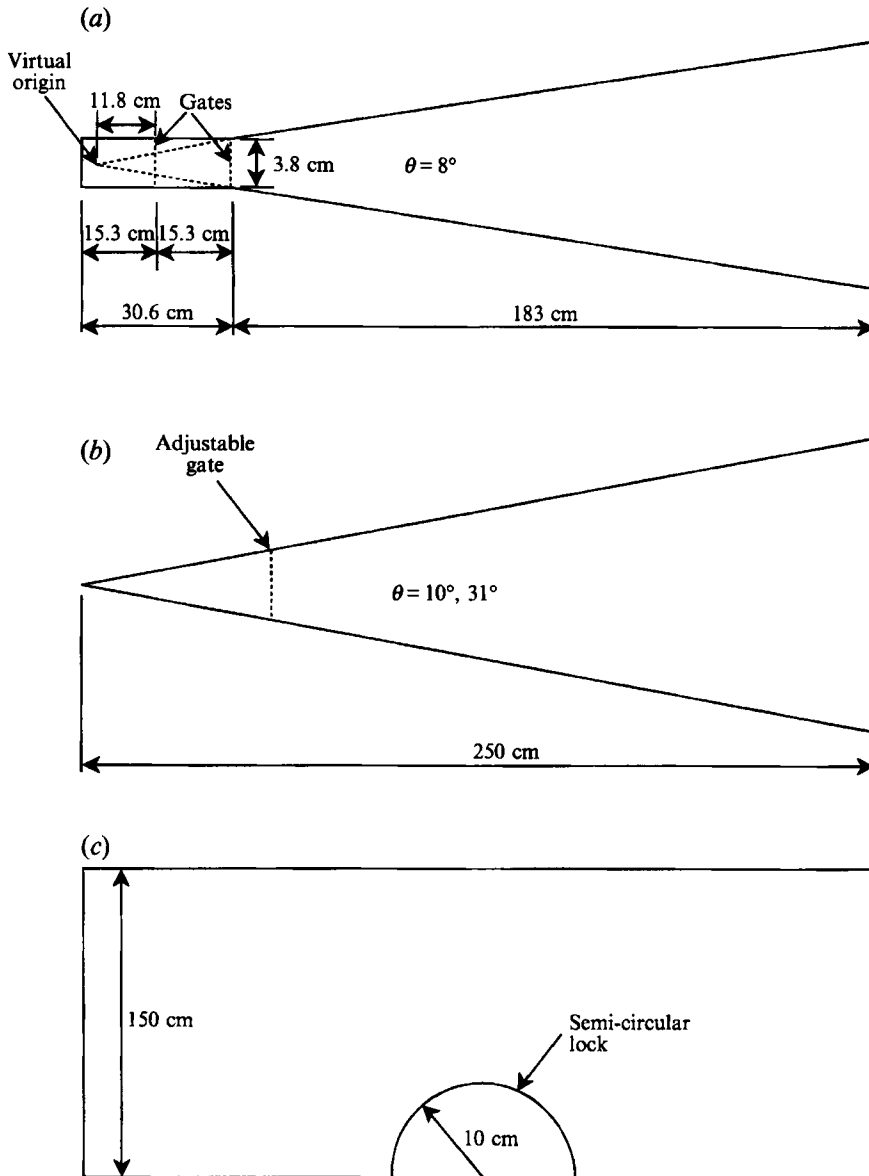 (a)
Virtual
origin
11.8 cm
Gates
3.8 cm
θ = 8°
15.3 cm
15.3 cm
30.6 cm
183 cm
(b)
Adjustable
gate
θ = 10°, 31°
250 cm
(c)
150 cm
Semi-circular
lock
10 cm